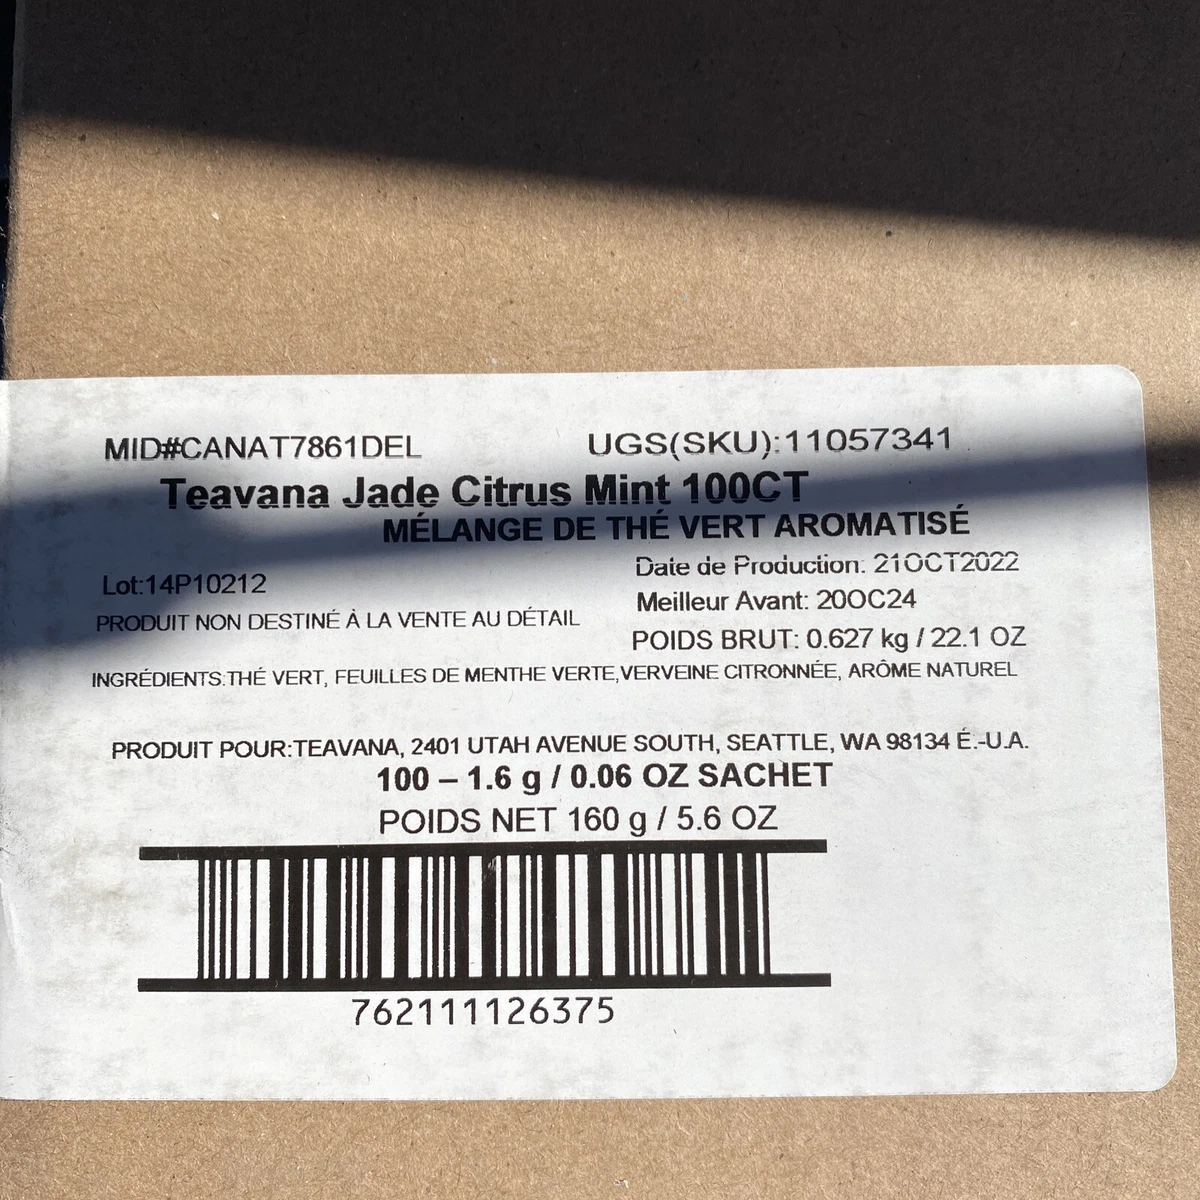 MID#CANAT7861DEL UGS(SKU):11057341
Teavana Jade Citrus Mint 100CT
MÉLANGE DE THÉ VERT AROMATISÉ
Date de Production: 21OCT2022
Lot:14P10212
Meilleur Avant: 20OC24
PRODUIT NON DESTINÉ À LA VENTE AU DÉTAIL
POIDS BRUT: 0.627 kg / 22.1 OZ
INGRÉDIENTS:THÉ VERT, FEUILLES DE MENTHE VERTE,VERVEINE CITRONNÉE, ARÔME NATUREL
PRODUIT POUR:TEAVANA, 2401 UTAH AVENUE SOUTH, SEATTLE, WA 98134 É.-U.A.
100 – 1.6 g / 0.06 OZ SACHET
POIDS NET 160 g / 5.6 OZ
762111126375